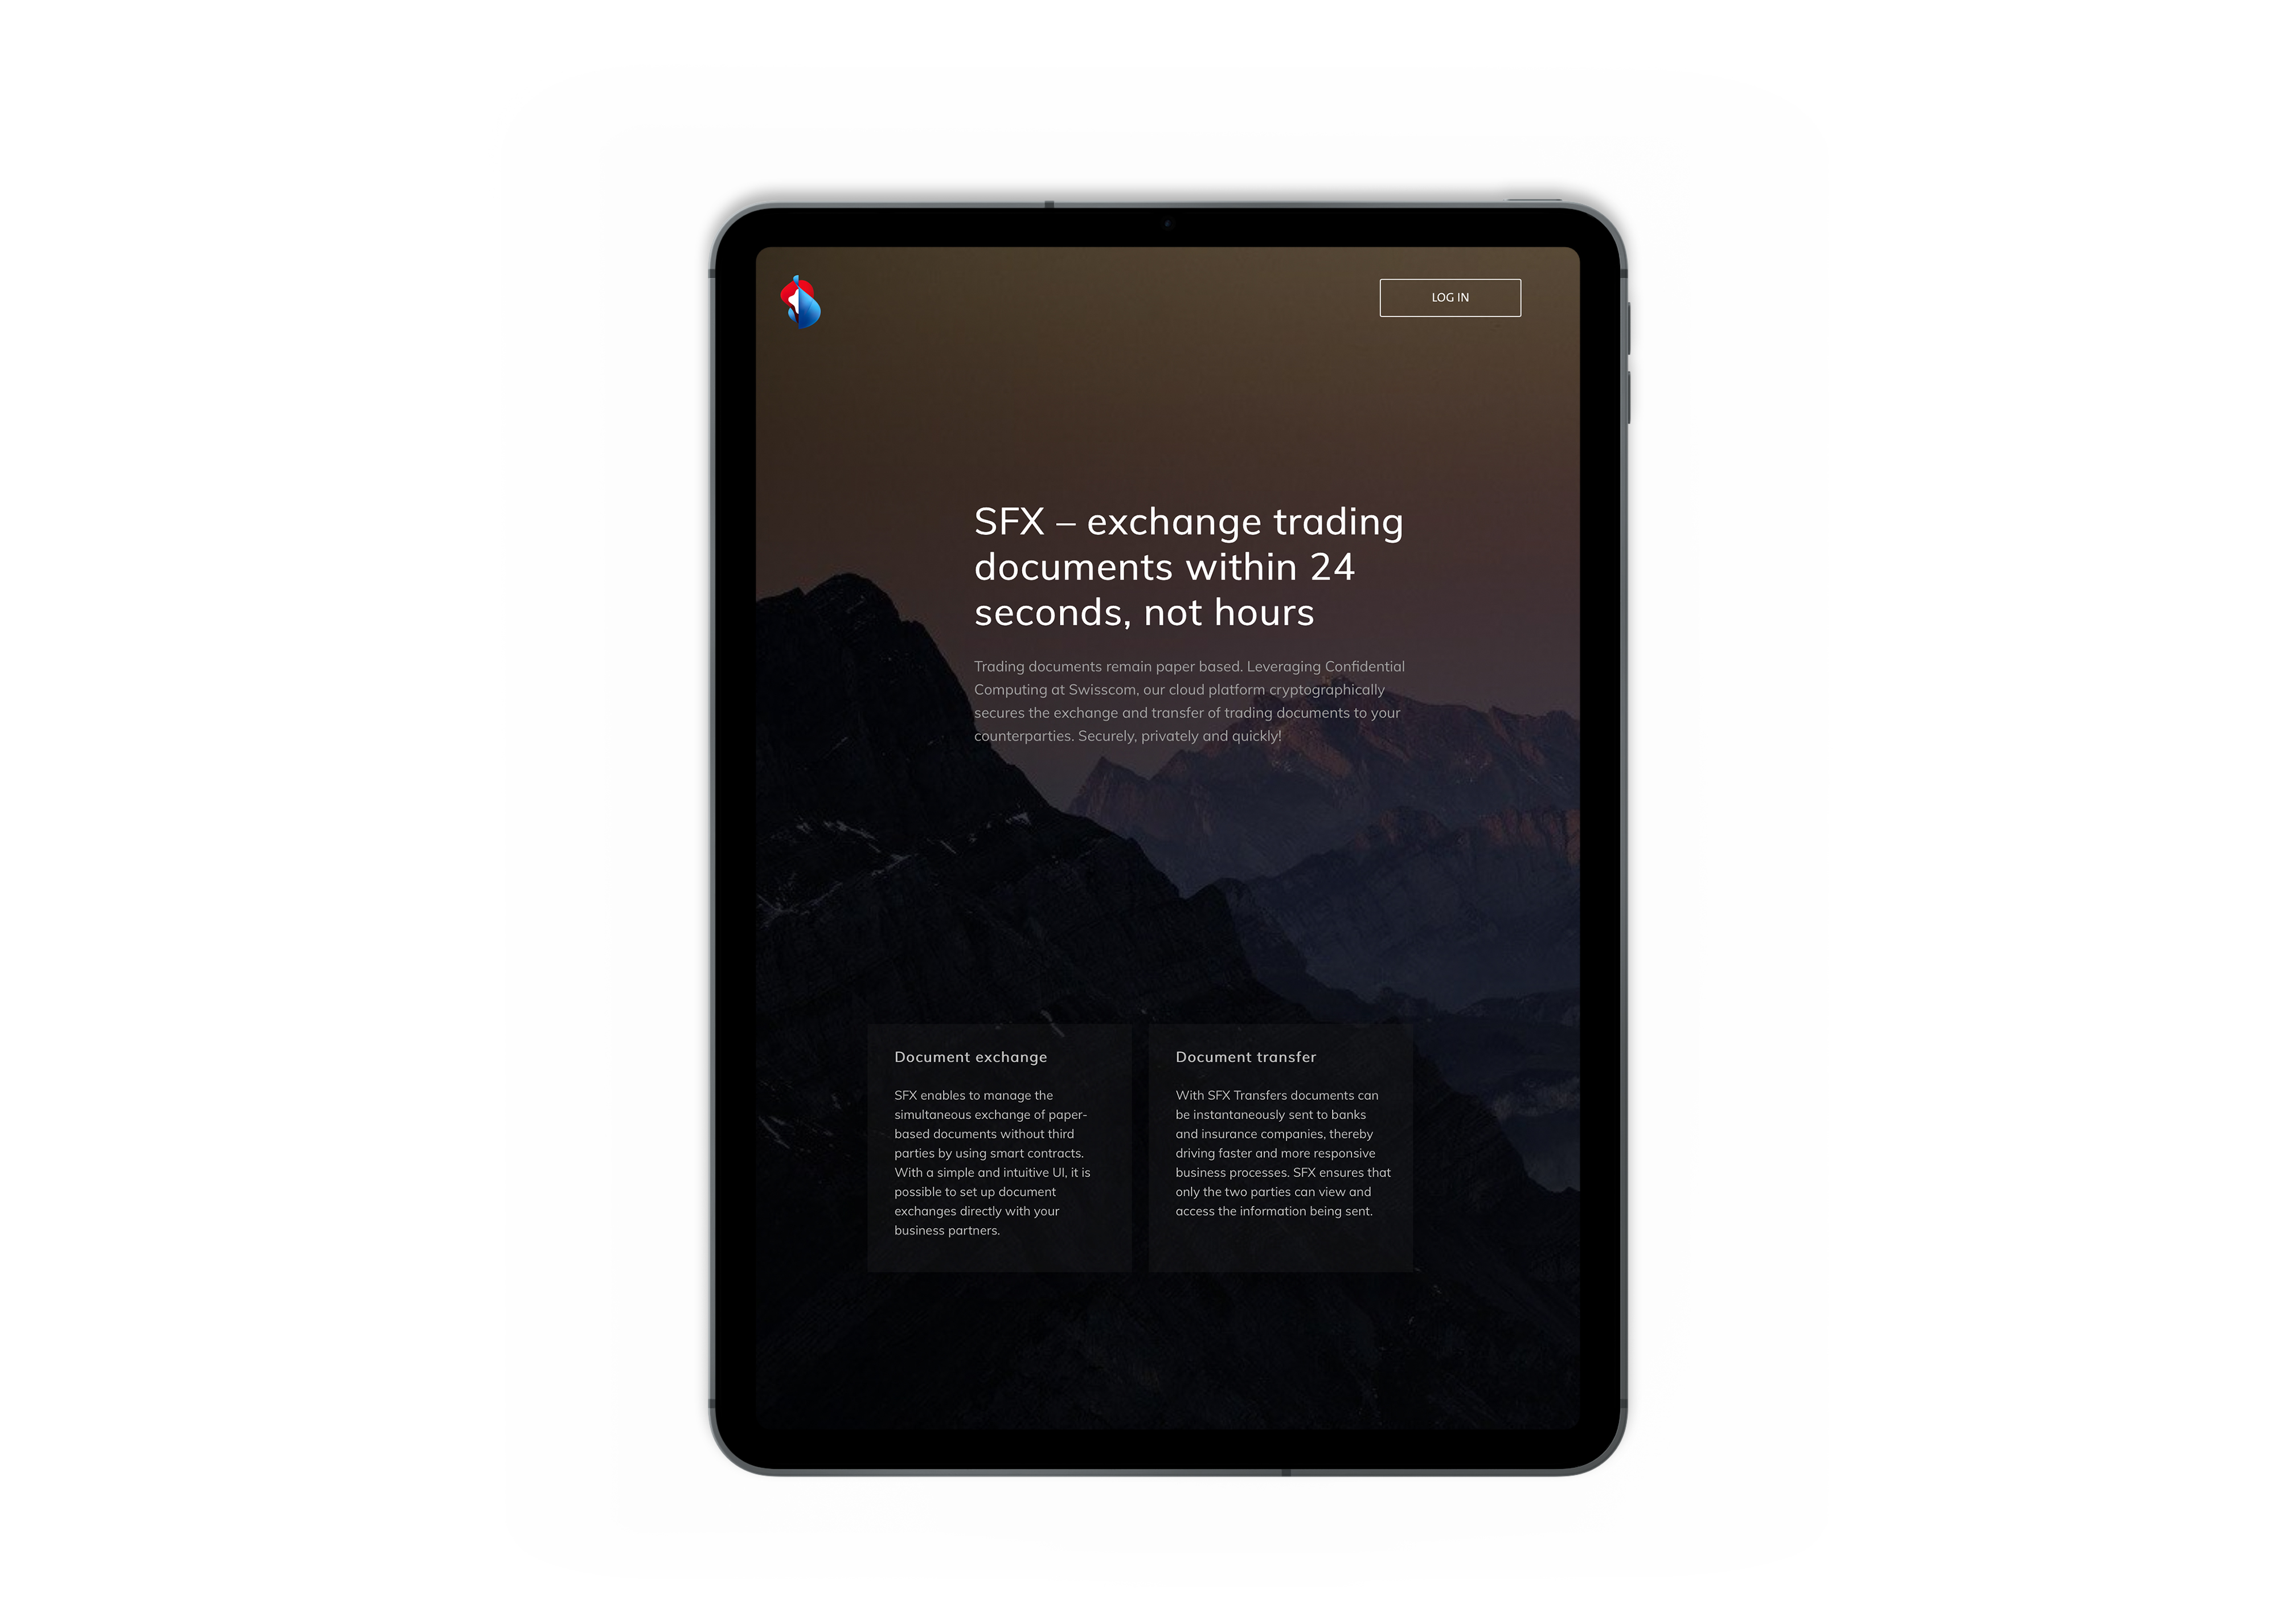 LOG IN
SFX – exchange trading
documents within 24
seconds, not hours
Trading documents remain paper based. Leveraging Confidential
Computing at Swisscom, our cloud platform cryptographically
secures the exchange and transfer of trading documents to your
counterparties. Securely, privately and quickly!
Document exchange
SFX enables to manage the
simultaneous exchange of paper-
based documents without third
parties by using smart contracts.
With a simple and intuitive UI, it is
possible to set up document
exchanges directly with your
business partners.
Document transfer
With SFX Transfers documents can
be instantaneously sent to banks
and insurance companies, thereby
driving faster and more responsive
business processes. SFX ensures that
only the two parties can view and
access the information being sent.